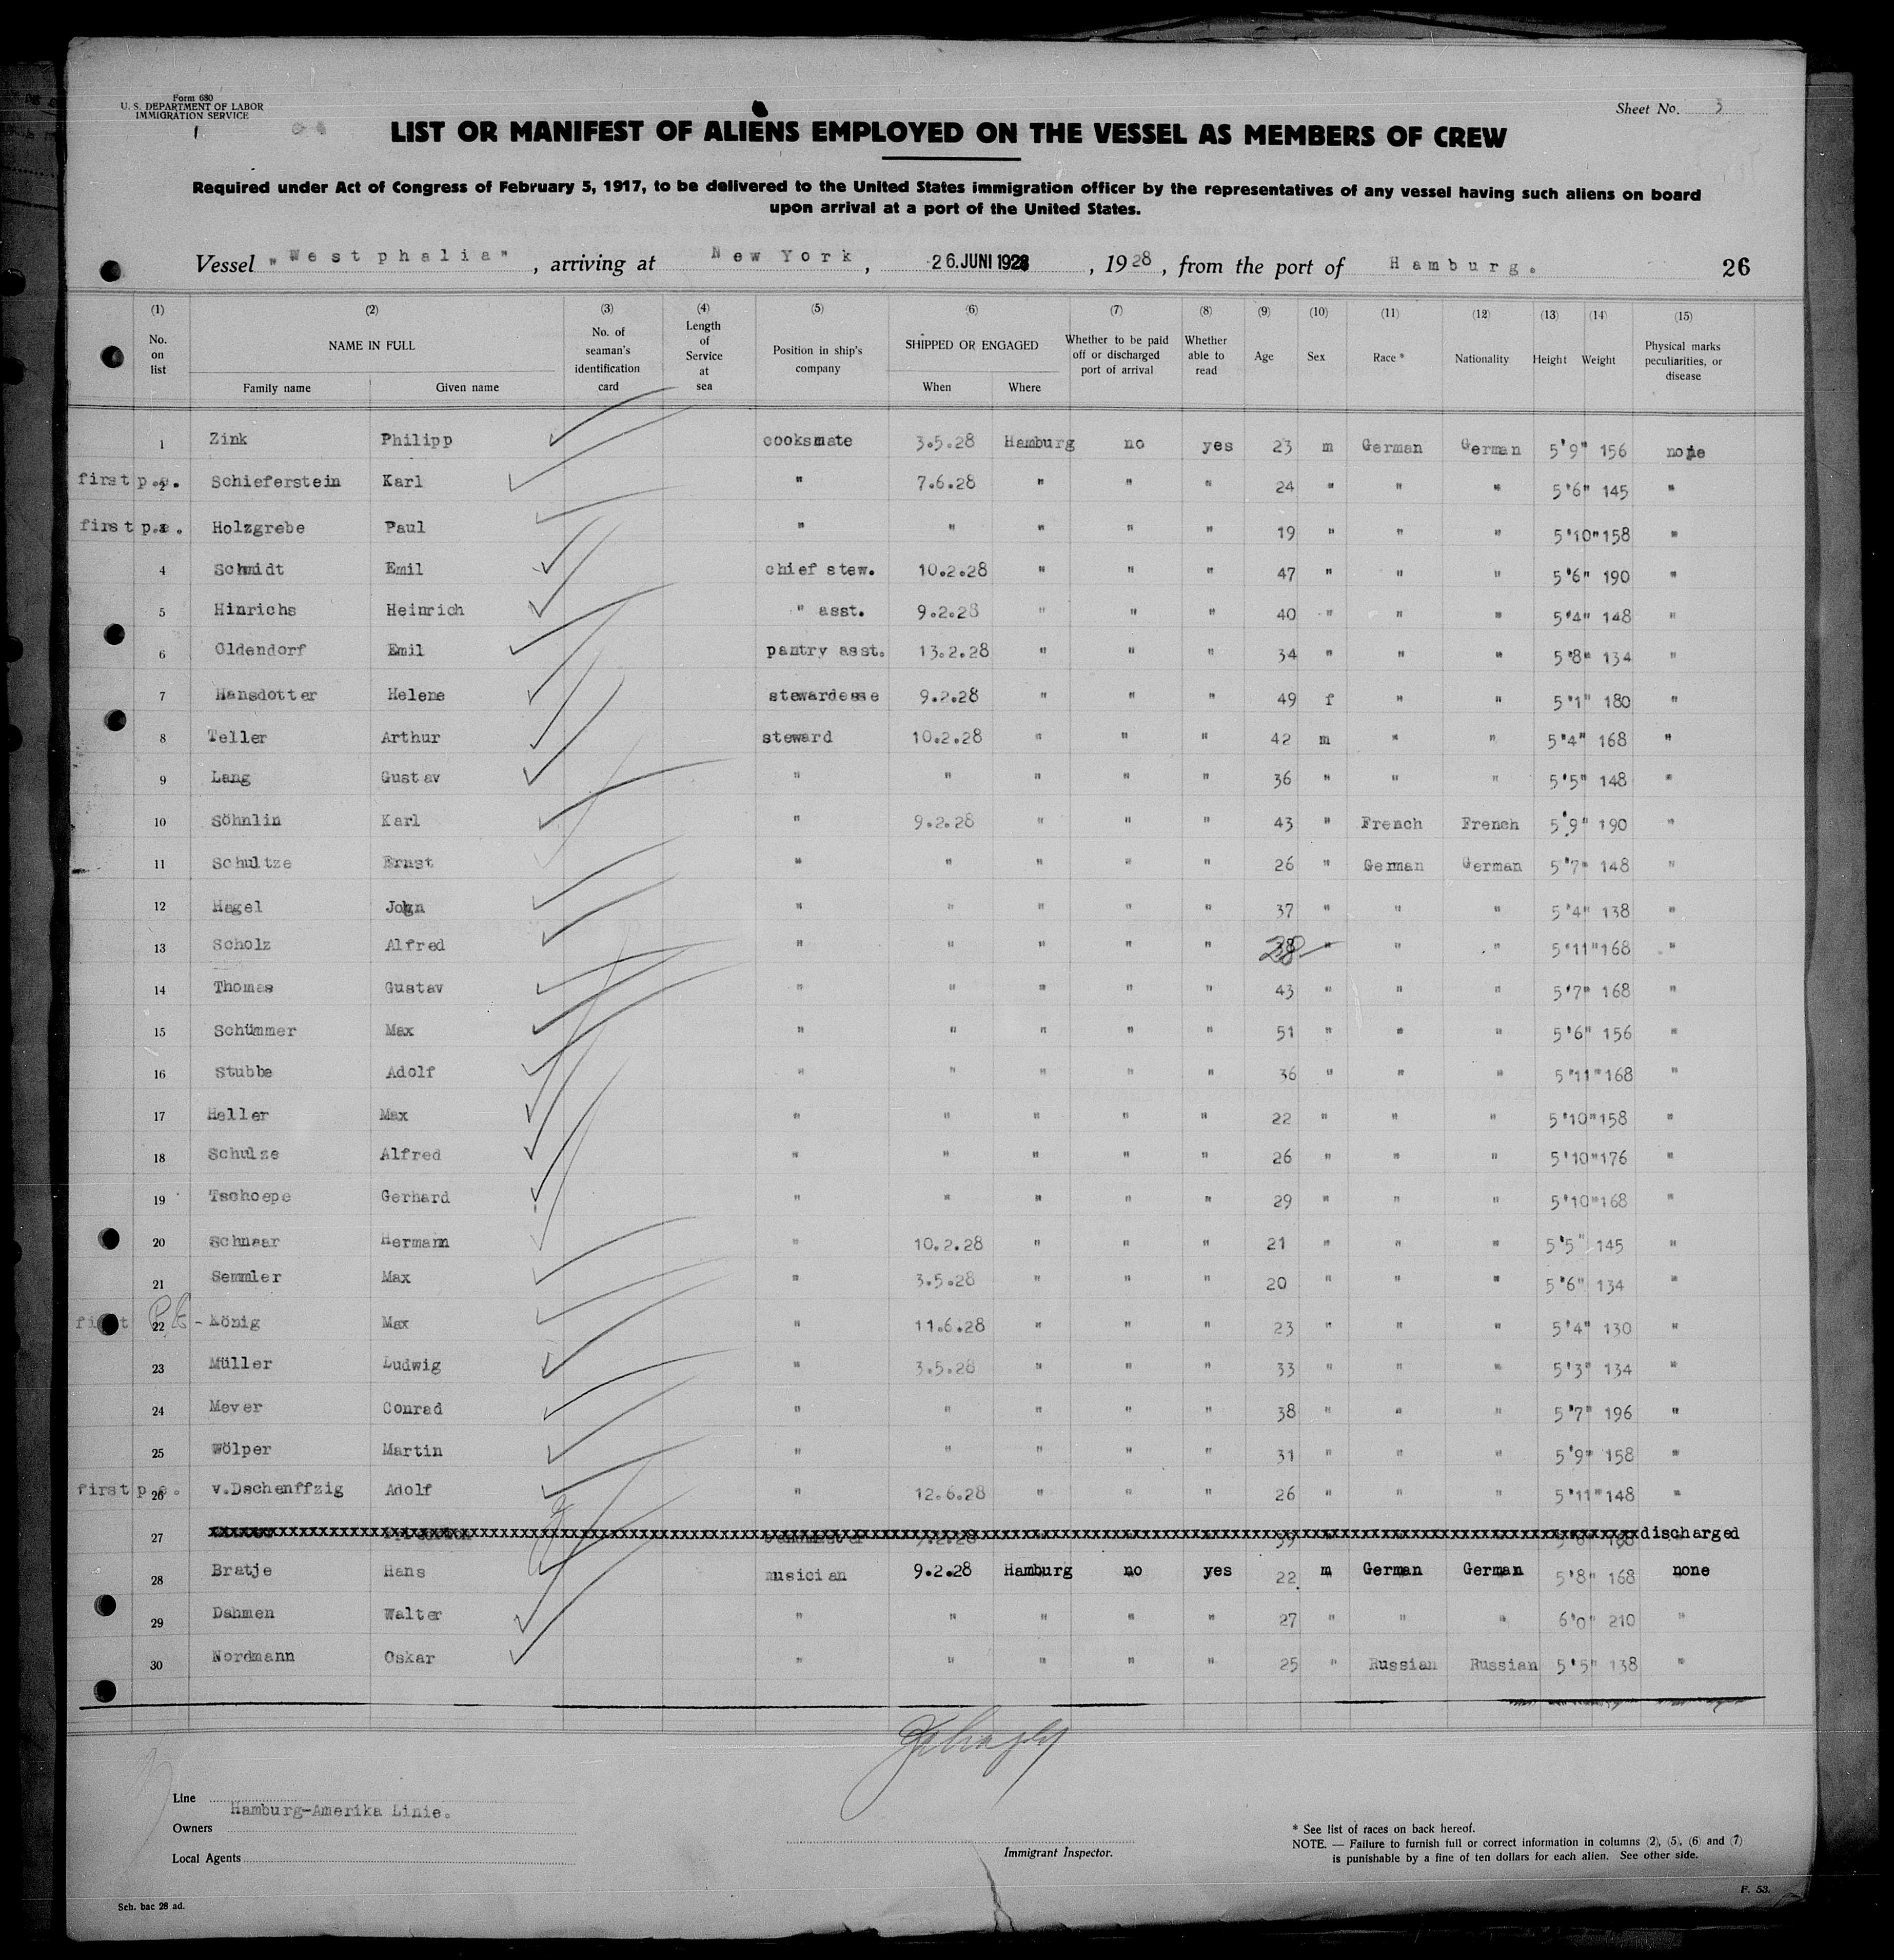 Form 680
U. S. DEPARTMENT OF LABOR
IMMIGRATION SERVICE
Sheet No. 3
LIST OR MANIFEST OF ALIENS EMPLOYED ON THE VESSEL AS MEMBERS OF CREW
Required under Act of Congress of February 5, 1917, to be delivered to the United States immigration officer by the representatives of any vessel having such aliens on board
upon arrival at a port of the United States.
Vessel "Westphalia", arriving at New York, 26. JUNI 1928, 1928, from the port of Hamburg. 26
(1) (2) (3) (4) (5) (6) (7) (8) (9) (10) (11) (12) (13) (14) (15)
No. on list NAME IN FULL Family name Given name No. of seaman's identification card Length of Service at sea Position in ship's company SHIPPED OR ENGAGED When Where Whether to be paid off or discharged port of arrival Whether able to read Age Sex Race* Nationality Height Weight Physical marks peculiarities, or disease
1 Zink Philipp cooksmate 3.5.28 Hamburg no yes 23 m German German 5'9" 156 none
first p.e. 2 Schieferstein Karl " 7.6.28 " " " 24 " " " 5'6" 145 "
first p.e. Holzgrebe Paul " " " " " 19 " " " 5'10" 158 "
4 Schmidt Emil chief stew. 10.2.28 " " " 47 " " " 5'6" 190 "
5 Hinrichs Heinrich " asst. 9.2.28 " " " 40 " " " 5'4" 148 "
6 Oldendorf Emil pantry asst. 13.2.28 " " " 34 " " " 5'8" 134 "
7 Hansdotter Helene stewardesse 9.2.28 " " " 49 f " " 5'1" 180 "
8 Teller Arthur steward 10.2.28 " " " 42 m " " 5'4" 168 "
9 Lang Gustav " " " " " 36 " " " 5'5" 148 "
10 Söhnlin Karl " 9.2.28 " " " 43 " French French 5'9" 190 "
11 Schultze Ernst " " " " " 26 " German German 5'7" 148 "
12 Hagel John " " " " " 37 " " " 5'4" 138 "
13 Scholz Alfred " " " " " 28 " " " 5'11" 168 "
14 Thomas Gustav " " " " " 43 " " " 5'7" 168 "
15 Schümmer Max " " " " " 51 " " " 5'6" 156 "
16 Stubbe Adolf " " " " " 36 " " " 5'11" 168 "
17 Heller Max " " " " " 22 " " " 5'10" 158 "
18 Schulze Alfred " " " " " 26 " " " 5'10" 176 "
19 Tschoepe Gerhard " " " " " 29 " " " 5'10" 168 "
20 Schnaar Hermann " 10.2.28 " " " 21 " " " 5'5" 145 "
21 Semmler Max " 3.5.28 " " " 20 " " " 5'6" 134 "
first p.e. 22 - König Max " 11.6.28 " " " 23 " " " 5'4" 130 "
23 Müller Ludwig " 3.5.28 " " " 33 " " " 5'3" 134 "
24 Meyer Conrad " " " " " 38 " " " 5'7" 196 "
25 Wölper Martin " " " " " 31 " " " 5'9" 158 "
first p.e. 26 v.Dschenffzig Adolf " 12.6.28 " " " 26 " " " 5'11" 148 "
27 discharged
28 Bratje Hans musician 9.2.28 Hamburg no yes 22 m German German 5'8" 168 none
29 Dahmen Walter " " " " " 27 " " " 6'0" 210 "
30 Nordmann Oskar " " " " " 25 " Russian Russian 5'5" 138 "
Line
Hamburg-Amerika Linie.
Owners
Local Agents
Immigrant Inspector.
* See list of races on back hereof.
NOTE. — Failure to furnish full or correct information in columns (2), (5), (6) and (7)
is punishable by a fine of ten dollars for each alien. See other side.
F. 53.
Sch. bac 28 ad.